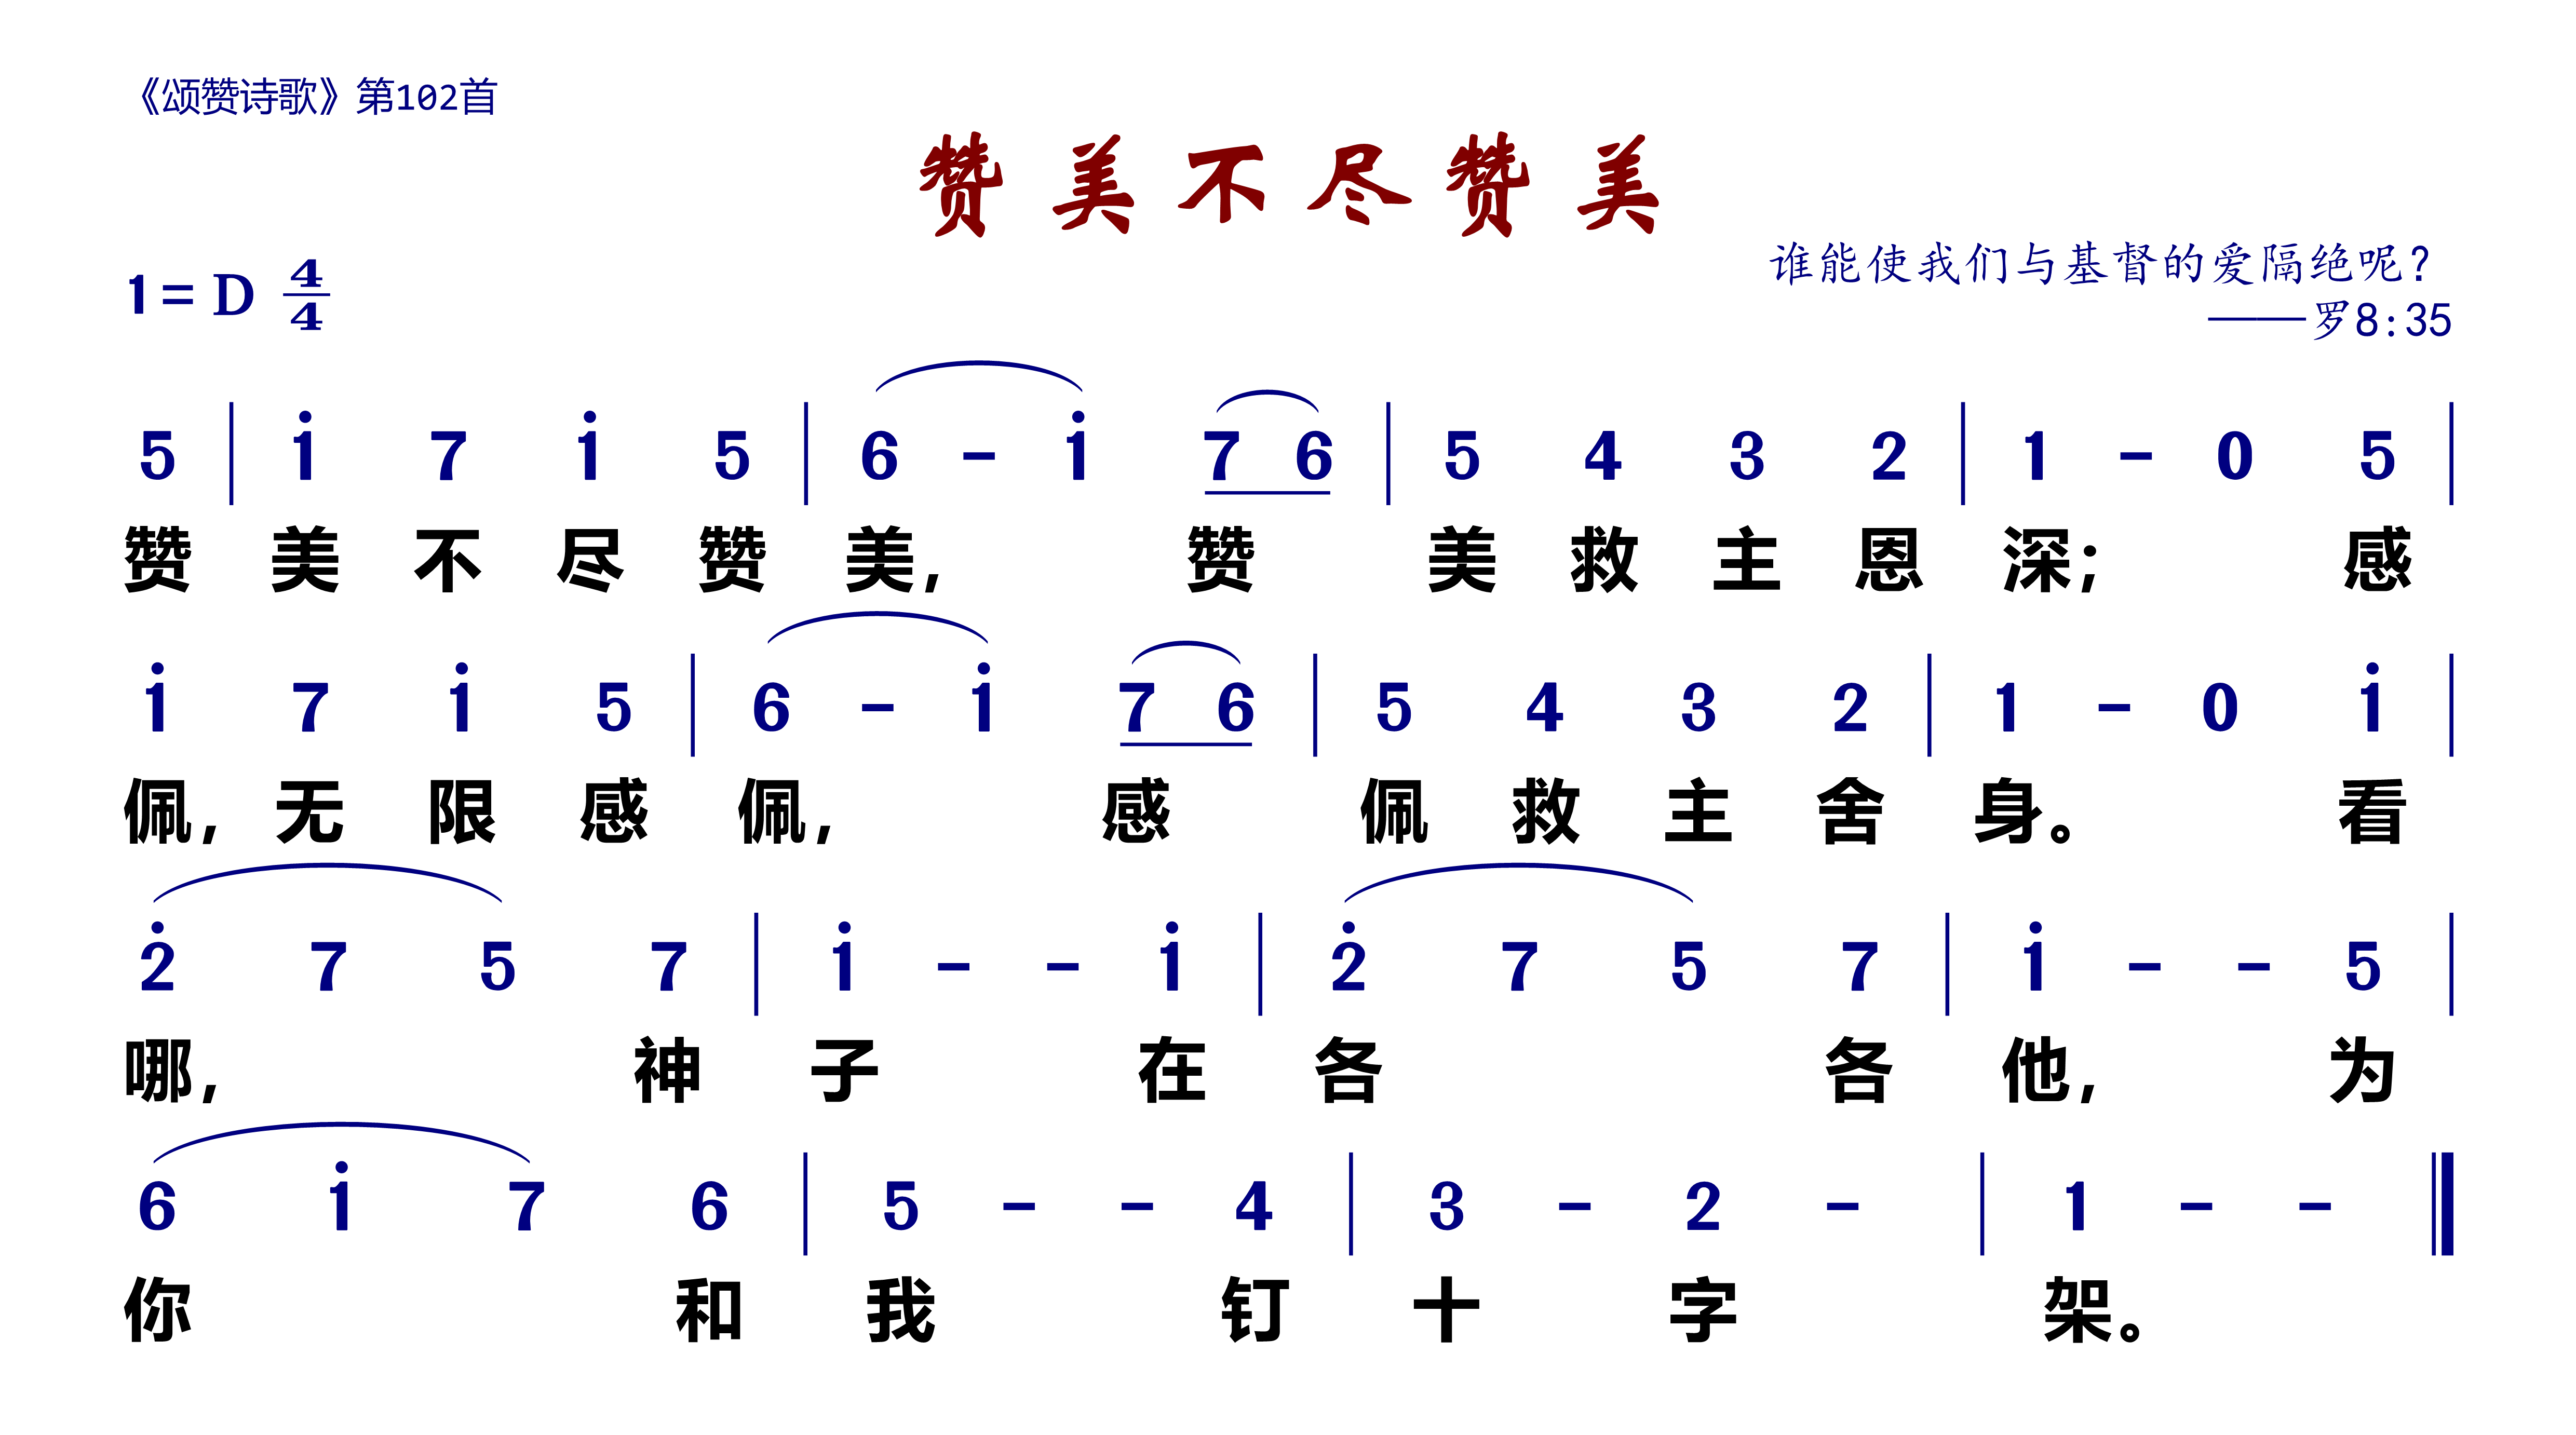 《颂赞诗歌》第102首
赞美不尽赞美
谁能使我们与基督的爱隔绝呢？
——罗8:35
1=D 4/4
5 | i 7 i 5 | 6 - i 7 6 | 5 4 3 2 | 1 - 0 5 |
赞美不尽赞美，赞美救主恩深；感
i 7 i 5 | 6 - i 7 6 | 5 4 3 2 | 1 - 0 i |
佩，无限感佩，感佩救主舍身。看
2̇ 7 5 7 | i - - i | 2̇ 7 5 7 | i - - 5 |
哪，神子在各各他，为
6 i 7 6 | 5 - - 4 | 3 - 2 - | 1 - - ‖
你和我钉十字架。